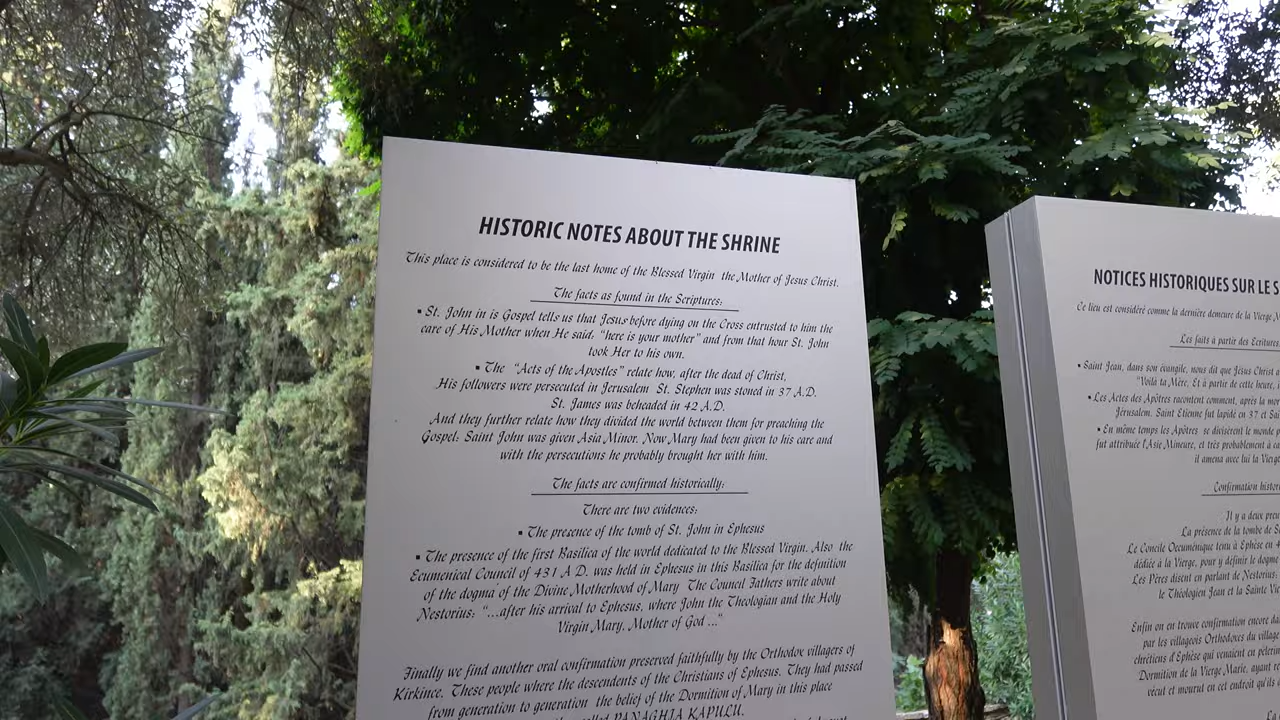 HISTORIC NOTES ABOUT THE SHRINE
This place is considered to be the last home of the Blessed Virgin the Mother of Jesus Christ.
The facts as found in the Scriptures:
• St. John in is Gospel tells us that Jesus before dying on the Cross entrusted to him the
care of His Mother when He said, "here is your mother" and from that hour St. John
took Her to his own.
• The "Acts of the Apostles" relate how, after the dead of Christ,
His followers were persecuted in Jerusalem St. Stephen was stoned in 37 A.D.
St. James was beheaded in 42 A.D.
And they further relate how they divided the world between them for preaching the
Gospel: Saint John was given Asia Minor. Now Mary had been given to his care and
with the persecutions he probably brought her with him.
The facts are confirmed historically:
There are two evidences:
• The presence of the tomb of St. John in Ephesus
• The presence of the first Basilica of the world dedicated to the Blessed Virgin. Also the
Ecumenical Council of 431 A D. was held in Ephesus in this Basilica for the definition
of the dogma of the Divine Motherhood of Mary The Council Fathers write about
Nestorius: "...after his arrival to Ephesus, where John the Theologian and the Holy
Virgin Mary, Mother of God ..."
Finally we find another oral confirmation preserved faithfully by the Orthodox villagers of
Kirkince. These people where the descendents of the Christians of Ephesus. They had passed
from generation to generation the belief of the Dormition of Mary in this place
called PANAGHIA KAPULU.
NOTICES HISTORIQUES SUR LE S
Ce lieu est considéré comme la dernière demeure de la Vierge
Les faits à partir des Ecritures
• Saint Jean, dans son évangile, nous dit que Jésus Christ
"Voilà ta Mère. Et à partir de cette heure,
• Les Actes des Apôtres racontent comment, après la mor
Jérusalem. Saint Etienne fut lapidé en 37 et Sain
• En même temps les Apôtres se divisèrent le monde p
fut attribuée l'Asie Mineure, et très probablement à ca
il amena avec lui la Vierge
Confirmation histor
Il y a deux preu
La présence de la tombe de S
Le Concile Oecuménique tenu à Ephèse en 4
dédiée à la Vierge, pour y définir le dogm
Les Pères disent en parlant de Nestorius,
le Théologien Jean et la Sainte Vi
Enfin on en trouve confirmation encore da
par les villageois Orthodoxes du villag
chrétiens d'Ephèse qui venaient en pèlerin
Dormition de la Vierge Marie, ayant
vécut et mourut en cet endroit qu'ils